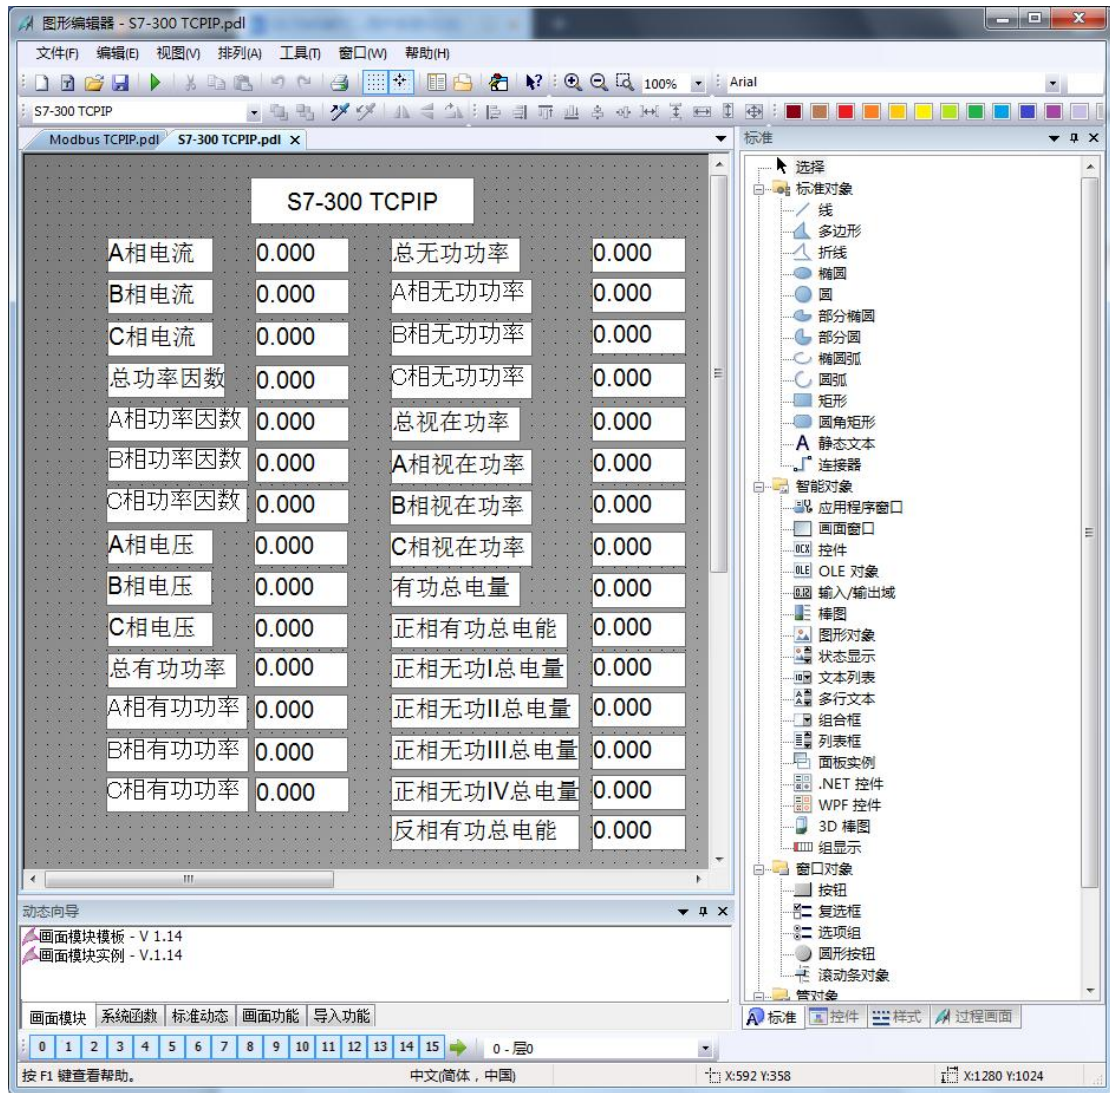 图形编辑器 - S7-300 TCPIP.pdl
文件(F) 编辑(E) 视图(V) 排列(A) 工具(T) 窗口(W) 帮助(H)
100% Arial
S7-300 TCPIP
Modbus TCPIP.pdl S7-300 TCPIP.pdl
S7-300 TCPIP
A相电流 0.000 总无功功率 0.000
B相电流 0.000 A相无功功率 0.000
C相电流 0.000 B相无功功率 0.000
总功率因数 0.000 C相无功功率 0.000
A相功率因数 0.000 总视在功率 0.000
B相功率因数 0.000 A相视在功率 0.000
C相功率因数 0.000 B相视在功率 0.000
A相电压 0.000 C相视在功率 0.000
B相电压 0.000 有功总电量 0.000
C相电压 0.000 正相有功总电能 0.000
总有功功率 0.000 正相无功I总电量 0.000
A相有功功率 0.000 正相无功II总电量 0.000
B相有功功率 0.000 正相无功III总电量 0.000
C相有功功率 0.000 正相无功IV总电量 0.000
反相有功总电能 0.000
标准
选择
标准对象
线
多边形
折线
椭圆
圆
部分椭圆
部分圆
椭圆弧
圆弧
矩形
圆角矩形
A 静态文本
连接器
智能对象
应用程序窗口
画面窗口
OCX 控件
OLE OLE 对象
0.12 输入/输出域
棒图
图形对象
状态显示
文本列表
多行文本
组合框
列表框
面板实例
.NET 控件
WPF 控件
3D 棒图
组显示
窗口对象
按钮
复选框
选项组
圆形按钮
滚动条对象
管对象
标准 控件 样式 过程画面
动态向导
画面模块模板 - V 1.14
画面模块实例 - V.1.14
画面模块 系统函数 标准动态 画面功能 导入功能
0 1 2 3 4 5 6 7 8 9 10 11 12 13 14 15 0 - 层0
按 F1 键查看帮助。 中文(简体，中国) X:592 Y:358 X:1280 Y:1024